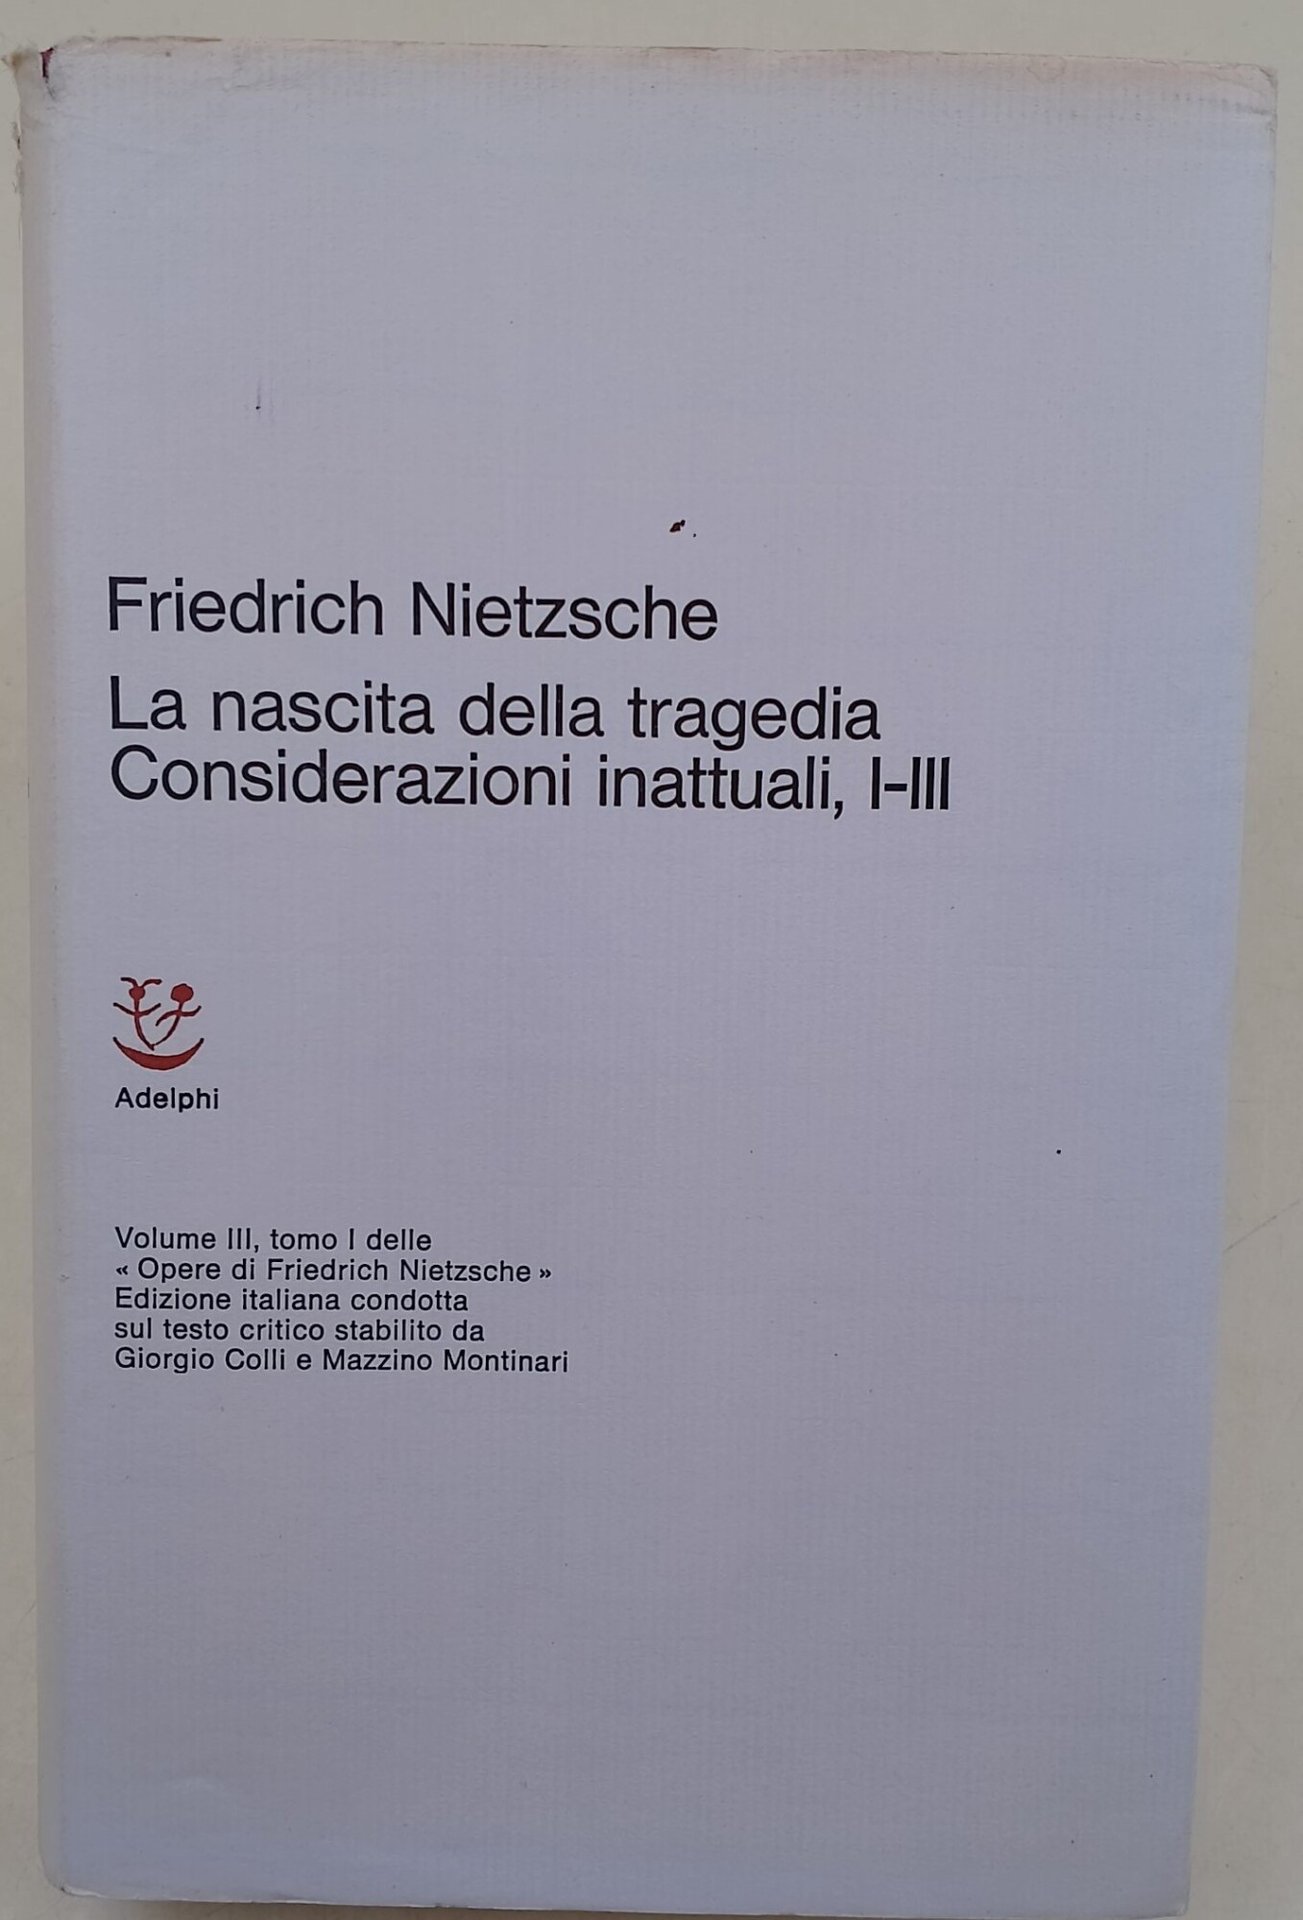 Friedrich Nietzsche
La nascita della tragedia
Considerazioni inattuali, I-III
Adelphi
Volume III, tomo I delle
« Opere di Friedrich Nietzsche »
Edizione italiana condotta
sul testo critico stabilito da
Giorgio Colli e Mazzino Montinari